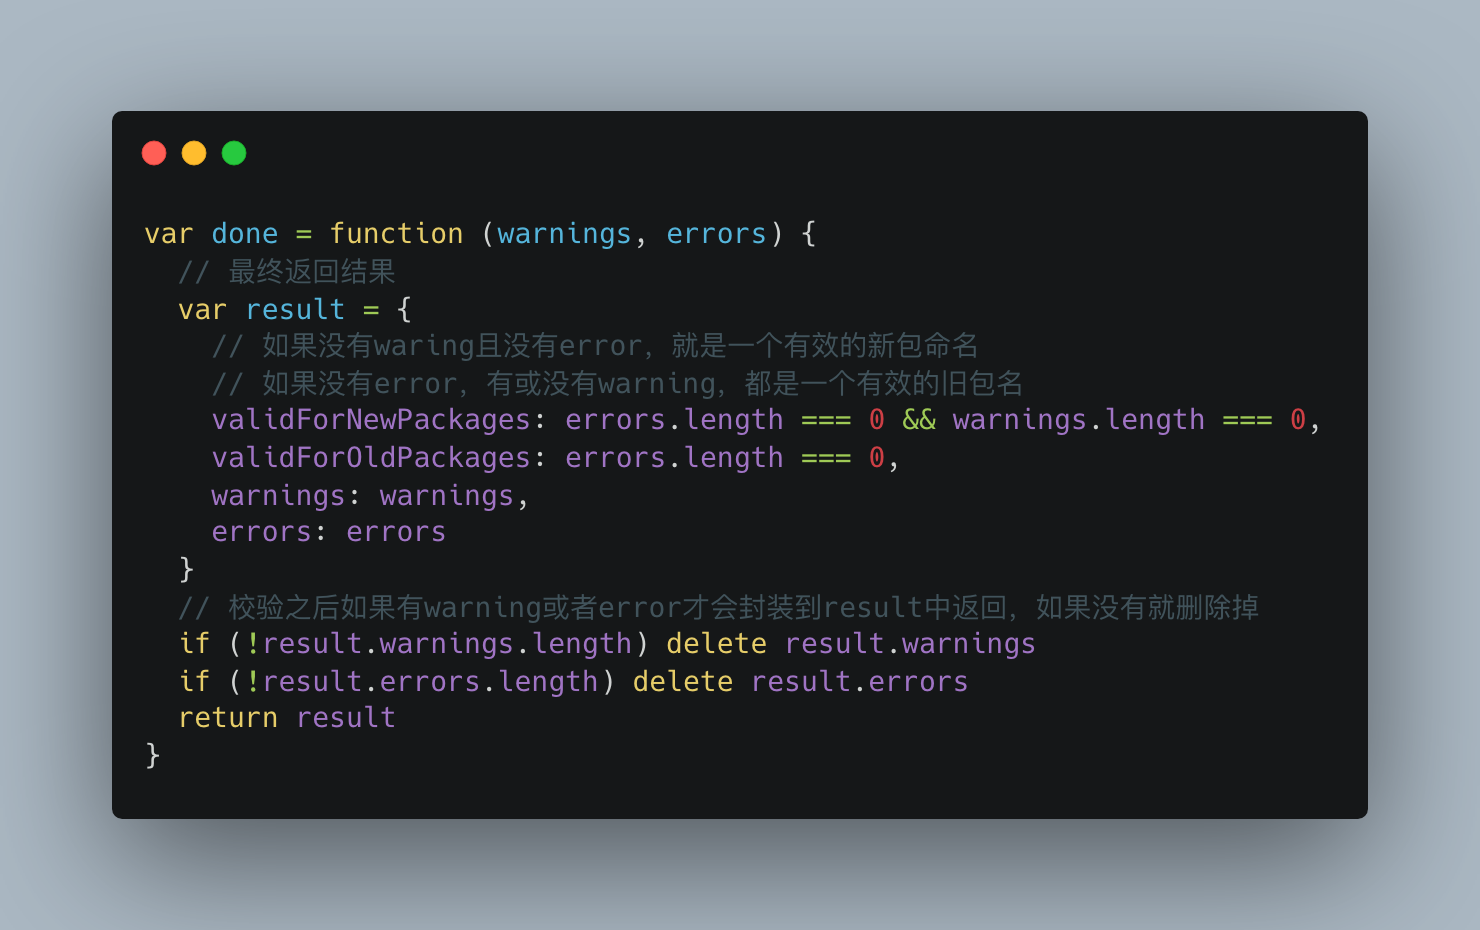 var done = function (warnings, errors) {
  // 最终返回结果
  var result = {
    // 如果没有waring且没有error，就是一个有效的新包命名
    // 如果没有error，有或没有warning，都是一个有效的旧包名
    validForNewPackages: errors.length === 0 && warnings.length === 0,
    validForOldPackages: errors.length === 0,
    warnings: warnings,
    errors: errors
  }
  // 校验之后如果有warning或者error才会封装到result中返回，如果没有就删除掉
  if (!result.warnings.length) delete result.warnings
  if (!result.errors.length) delete result.errors
  return result
}